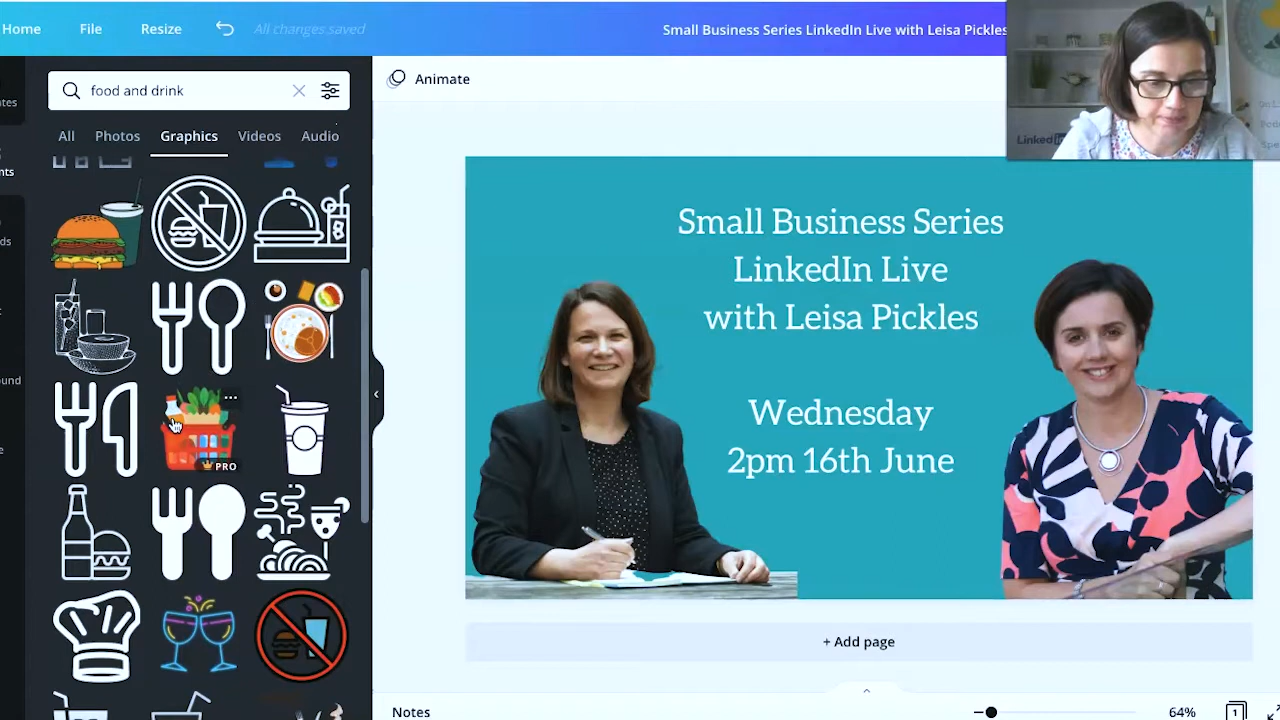 Home File Resize All changes saved Small Business Series LinkedIn Live with Leisa Pickles
food and drink
Animate
All Photos Graphics Videos Audio
Linked
PRO
Small Business Series
LinkedIn Live
with Leisa Pickles
Wednesday
2pm 16th June
+ Add page
Notes 64% 1